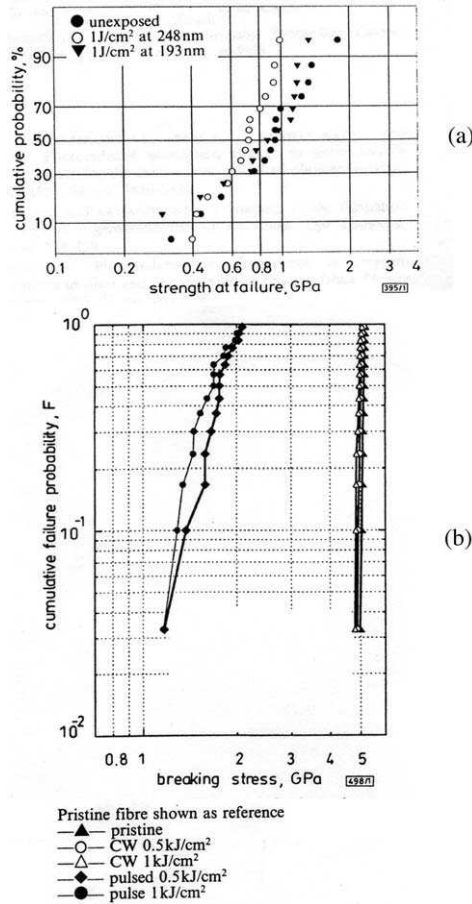 ● unexposed
○ 1J/cm² at 248nm
▼ 1J/cm² at 193nm
cumulative probability, %
90
70
50
30
10
0.1 0.2 0.4 0.6 0.8 1 2 3 4
strength at failure, GPa
395/1
(a)
10⁰
10⁻¹
10⁻²
cumulative failure probability, F
0.8 1 2 3 4 5
breaking stress, GPa
498/1
(b)
Pristine fibre shown as reference
—▲— pristine
—○— CW 0.5kJ/cm²
—△— CW 1kJ/cm²
—◆— pulsed 0.5kJ/cm²
—●— pulse 1kJ/cm²